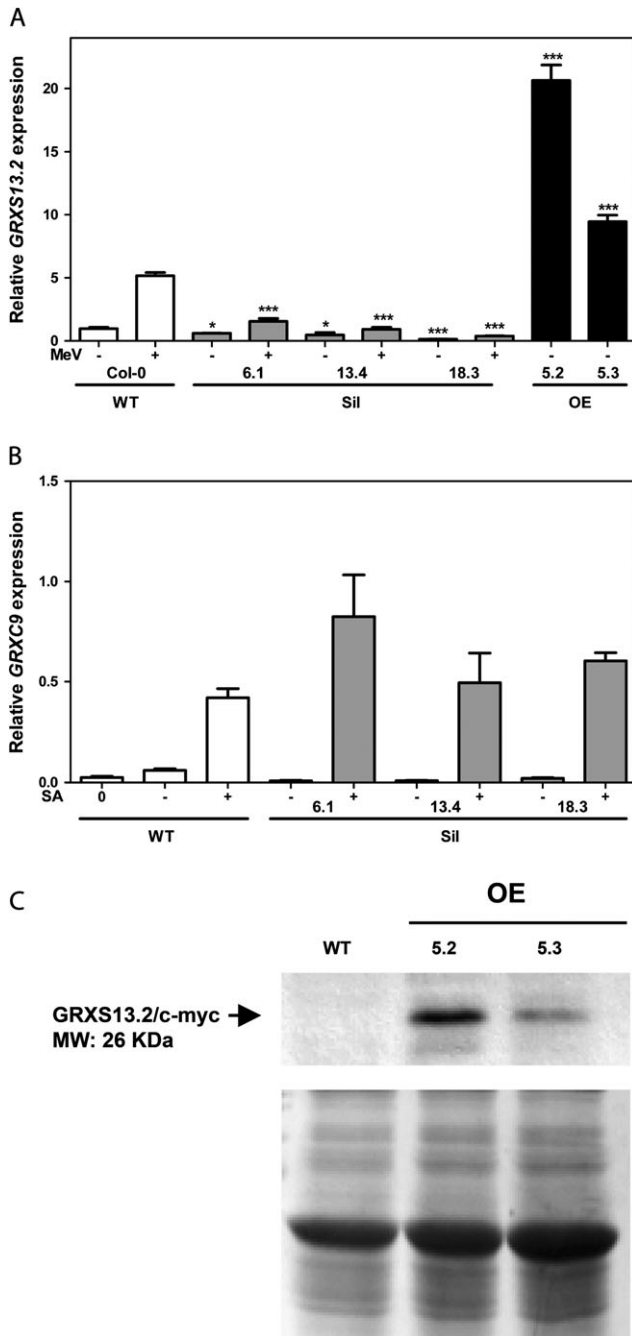 A
Relative GRXS13.2 expression
20
15
10
5
0
*** *** * *** * *** *** ***
MeV - + - + - + - + - -
Col-0 6.1 13.4 18.3 5.2 5.3
WT Sil OE
B
Relative GRXC9 expression
1.5
1.0
0.5
0.0
SA 0 - + - + - + - +
6.1 13.4 18.3
WT Sil
C
OE
WT 5.2 5.3
GRXS13.2/c-myc
MW: 26 KDa